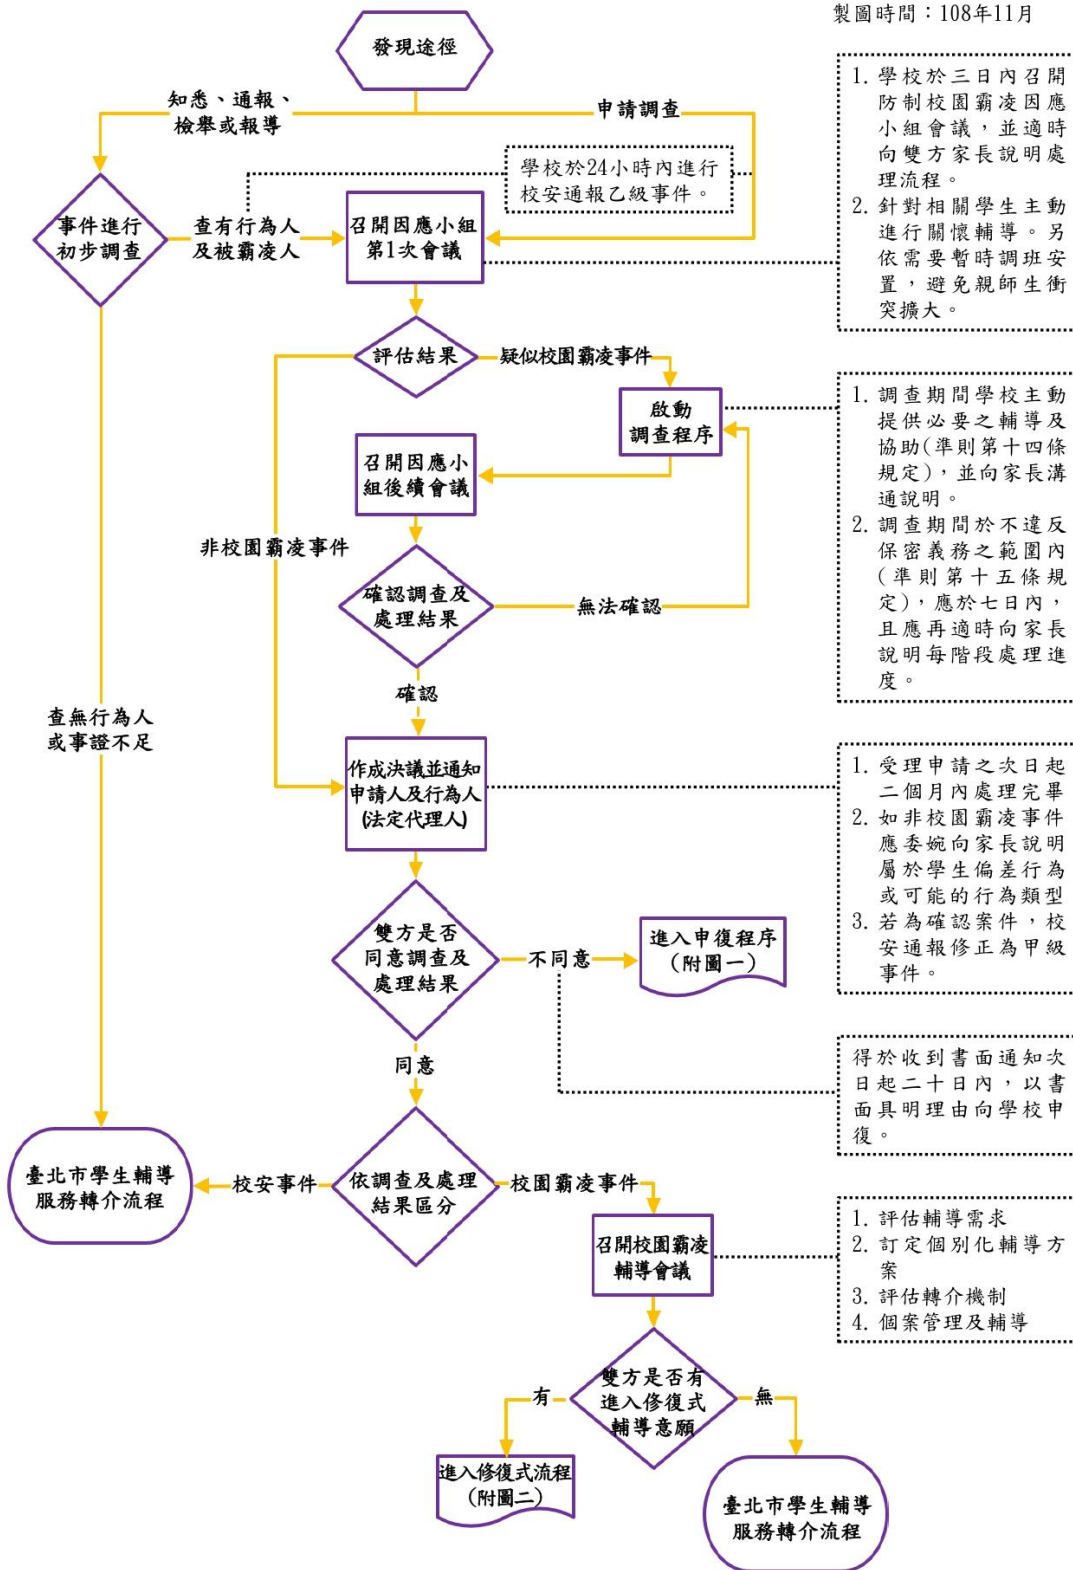 製圖時間：108年11月
發現途徑
知悉、通報、
檢舉或報導
申請調查
學校於24小時內進行
校安通報乙級事件。
1. 學校於三日內召開
防制校園霸凌因應
小組會議，並適時
向雙方家長說明處
理流程。
2. 針對相關學生主動
進行關懷輔導。另
依需要暫時調班安
置，避免親師生衝
突擴大。
事件進行
初步調查
查有行為人
及被霸凌人
召開因應小組
第1次會議
評估結果
疑似校園霸凌事件
啟動
調查程序
1. 調查期間學校主動
提供必要之輔導及
協助(準則第十四條
規定)，並向家長溝
通說明。
2. 調查期間於不違反
保密義務之範圍內
(準則第十五條規
定)，應於七日內，
且應再適時向家長
說明每階段處理進
度。
召開因應小
組後續會議
非校園霸凌事件
確認調查及
處理結果
無法確認
確認
查無行為人
或事證不足
作成決議並通知
申請人及行為人
(法定代理人)
1. 受理申請之次日起
二個月內處理完畢
2. 如非校園霸凌事件
應委婉向家長說明
屬於學生偏差行為
或可能的行為類型
3. 若為確認案件，校
安通報修正為甲級
事件。
雙方是否
同意調查及
處理結果
不同意
進入申復程序
(附圖一)
同意
得於收到書面通知次
日起二十日內，以書
面具明理由向學校申
復。
臺北市學生輔導
服務轉介流程
校安事件
依調查及處理
結果區分
校園霸凌事件
召開校園霸凌
輔導會議
1. 評估輔導需求
2. 訂定個別化輔導方
案
3. 評估轉介機制
4. 個案管理及輔導
雙方是否有
進入修復式
輔導意願
有
無
進入修復式流程
(附圖二)
臺北市學生輔導
服務轉介流程